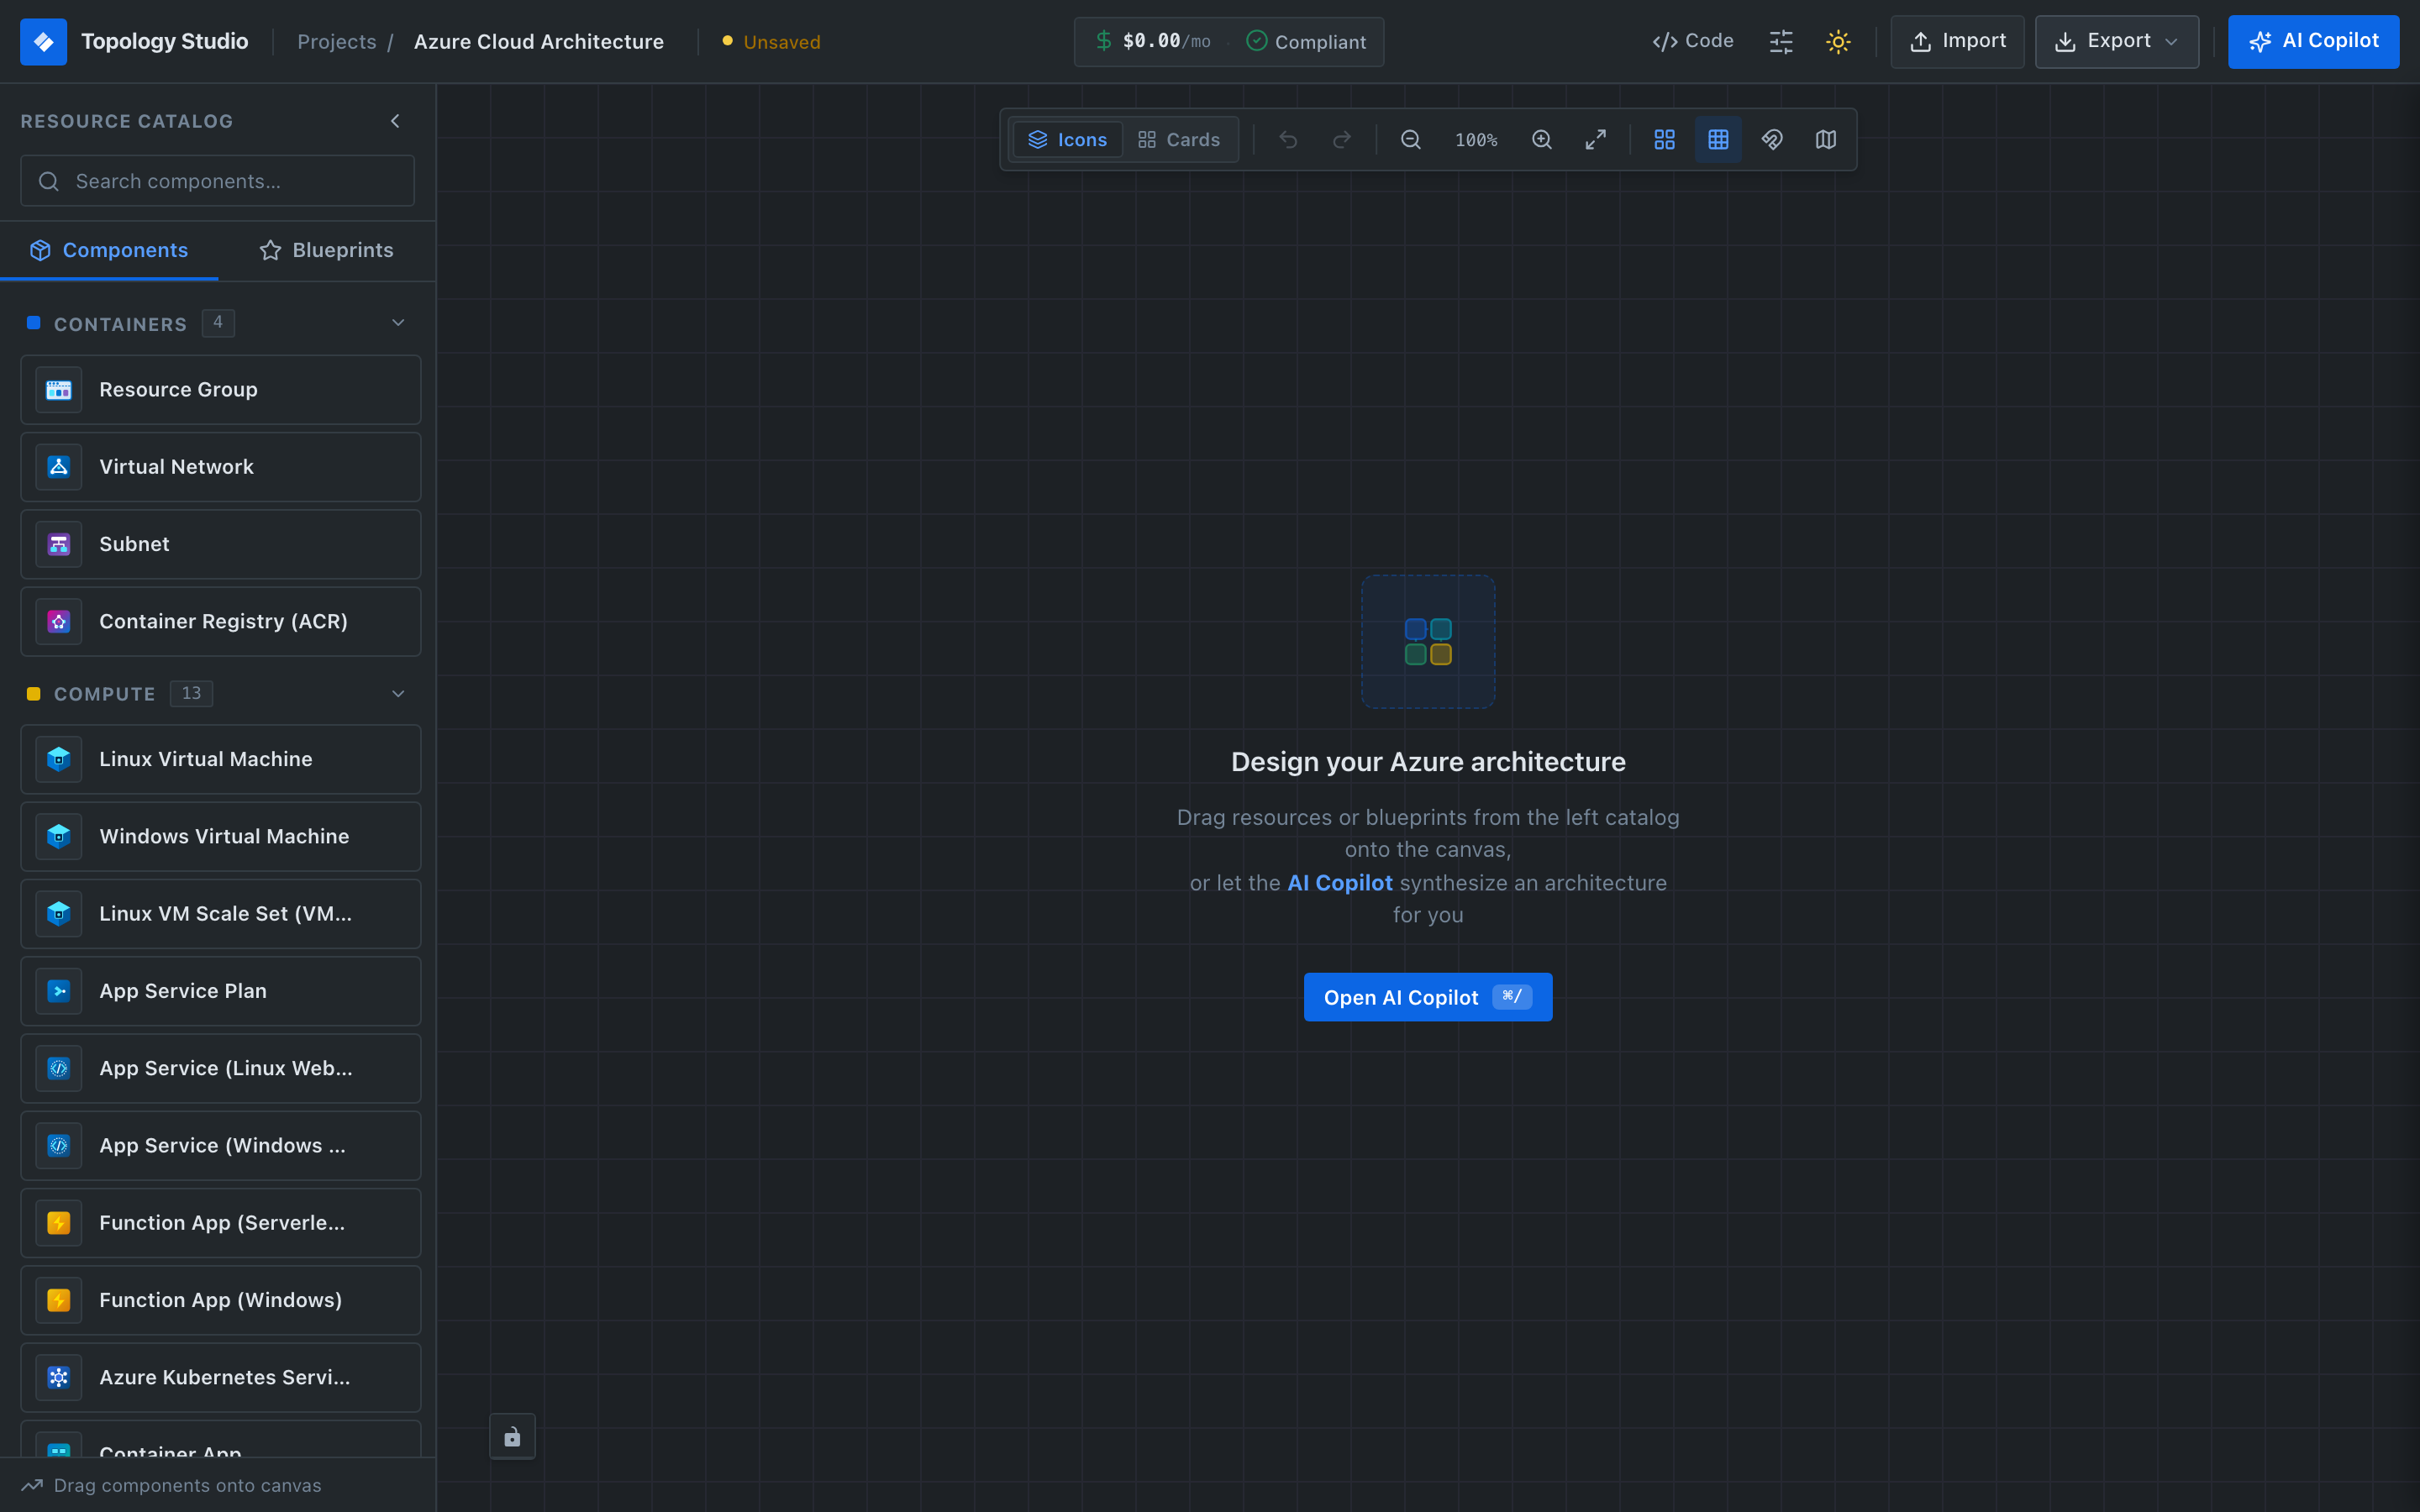 Topology Studio
Projects / Azure Cloud Architecture
Unsaved
$0.00/mo · Compliant
Code
Import
Export
AI Copilot
RESOURCE CATALOG
Search components...
Components
Blueprints
CONTAINERS 4
Resource Group
Virtual Network
Subnet
Container Registry (ACR)
COMPUTE 13
Linux Virtual Machine
Windows Virtual Machine
Linux VM Scale Set (VM...
App Service Plan
App Service (Linux Web...
App Service (Windows ...
Function App (Serverle...
Function App (Windows)
Azure Kubernetes Servi...
Container App
Drag components onto canvas
Icons
Cards
100%
Design your Azure architecture
Drag resources or blueprints from the left catalog
onto the canvas,
or let the AI Copilot synthesize an architecture
for you
Open AI Copilot ⌘/